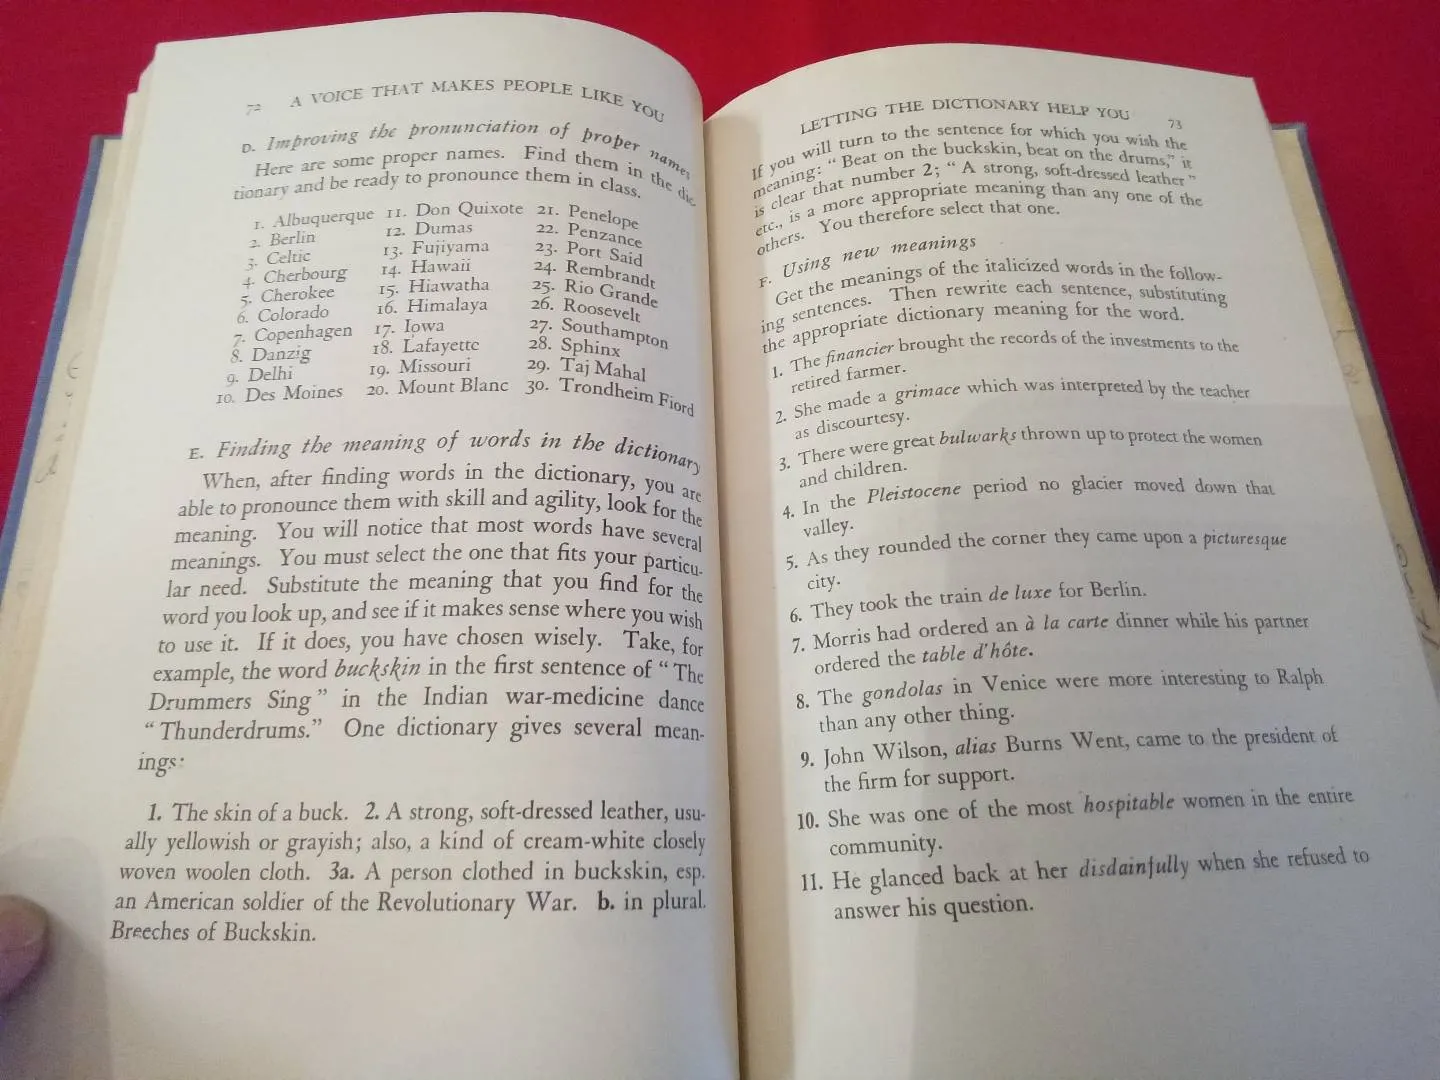 72 A VOICE THAT MAKES PEOPLE LIKE YOU
D. Improving the pronunciation of proper names
Here are some proper names. Find them in the dic-
tionary and be ready to pronounce them in class.
1. Albuquerque 11. Don Quixote 21. Penelope
2. Berlin 12. Dumas 22. Penzance
3. Celtic 13. Fujiyama 23. Port Said
4. Cherbourg 14. Hawaii 24. Rembrandt
5. Cherokee 15. Hiawatha 25. Rio Grande
6. Colorado 16. Himalaya 26. Roosevelt
7. Copenhagen 17. Iowa 27. Southampton
8. Danzig 18. Lafayette 28. Sphinx
9. Delhi 19. Missouri 29. Taj Mahal
10. Des Moines 20. Mount Blanc 30. Trondheim Fiord
E. Finding the meaning of words in the dictionary
When, after finding words in the dictionary, you are
able to pronounce them with skill and agility, look for the
meaning. You will notice that most words have several
meanings. You must select the one that fits your particu-
lar need. Substitute the meaning that you find for the
word you look up, and see if it makes sense where you wish
to use it. If it does, you have chosen wisely. Take, for
example, the word buckskin in the first sentence of "The
Drummers Sing" in the Indian war-medicine dance
"Thunderdrums." One dictionary gives several mean-
ings:
1. The skin of a buck. 2. A strong, soft-dressed leather, usu-
ally yellowish or grayish; also, a kind of cream-white closely
woven woolen cloth. 3a. A person clothed in buckskin, esp.
an American soldier of the Revolutionary War. b. in plural.
Breeches of Buckskin.
LETTING THE DICTIONARY HELP YOU 73
If you will turn to the sentence for which you wish the
meaning: "Beat on the buckskin, beat on the drums," it
is clear that number 2; "A strong, soft-dressed leather"
etc., is a more appropriate meaning than any one of the
others. You therefore select that one.
F. Using new meanings
Get the meanings of the italicized words in the follow-
ing sentences. Then rewrite each sentence, substituting
the appropriate dictionary meaning for the word.
1. The financier brought the records of the investments to the
retired farmer.
2. She made a grimace which was interpreted by the teacher
as discourtesy.
3. There were great bulwarks thrown up to protect the women
and children.
4. In the Pleistocene period no glacier moved down that
valley.
5. As they rounded the corner they came upon a picturesque
city.
6. They took the train de luxe for Berlin.
7. Morris had ordered an à la carte dinner while his partner
ordered the table d'hôte.
8. The gondolas in Venice were more interesting to Ralph
than any other thing.
9. John Wilson, alias Burns Went, came to the president of
the firm for support.
10. She was one of the most hospitable women in the entire
community.
11. He glanced back at her disdainfully when she refused to
answer his question.